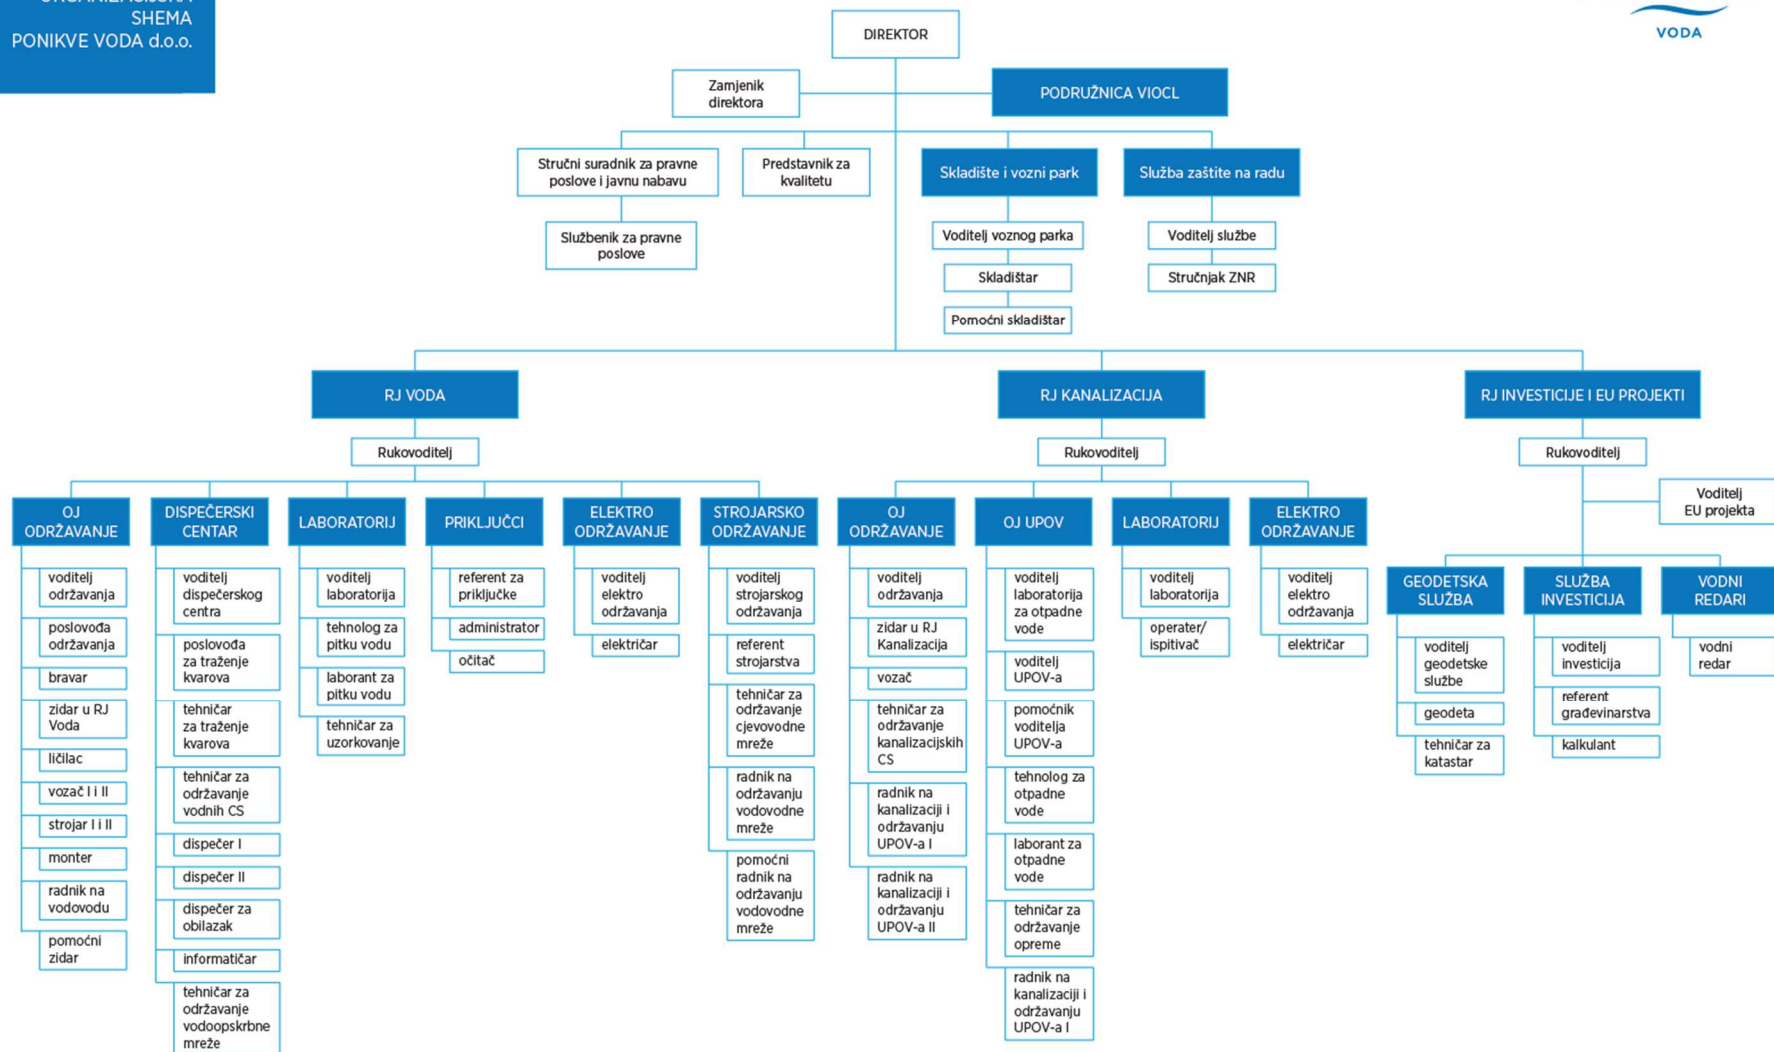 SHEMA
PONIKVE VODA d.o.o.
VODA
DIREKTOR
Zamjenik
direktora
PODRUŽNICA VIOCL
Stručni suradnik za pravne
poslove i javnu nabavu
Predstavnik za
kvalitetu
Skladište i vozni park
Služba zaštite na radu
Službenik za pravne
poslove
Voditelj voznog parka
Voditelj službe
Skladištar
Stručnjak ZNR
Pomoćni skladištar
RJ VODA
RJ KANALIZACIJA
RJ INVESTICIJE I EU PROJEKTI
Rukovoditelj
Rukovoditelj
Rukovoditelj
Voditelj
EU projekta
OJ
ODRŽAVANJE
voditelj
održavanja
poslovođa
održavanja
bravar
zidar u RJ
Voda
ličilac
vozač I i II
strojar I i II
monter
radnik na
vodovodu
pomoćni
zidar
DISPEČERSKI
CENTAR
voditelj
dispečerskog
centra
poslovođa
za traženje
kvarova
tehničar
za traženje
kvarova
tehničar za
održavanje
vodnih CS
dispečer I
dispečer II
dispečer za
obilazak
informatičar
tehničar za
održavanje
vodoopskrbne
mreže
LABORATORIJ
voditelj
laboratorija
tehnolog za
pitku vodu
laborant za
pitku vodu
tehničar za
uzorkovanje
PRIKLJUČCI
referent za
priključke
administrator
očitač
ELEKTRO
ODRŽAVANJE
voditelj
elektro
održavanja
električar
STROJARSKO
ODRŽAVANJE
voditelj
strojarskog
održavanja
referent
strojarstva
tehničar za
održavanje
cjevovodne
mreže
radnik na
održavanju
vodovodne
mreže
pomoćni
radnik na
održavanju
vodovodne
mreže
OJ
ODRŽAVANJE
voditelj
održavanja
zidar u RJ
Kanalizacija
vozač
tehničar za
održavanje
kanalizacijskih
CS
radnik na
kanalizaciji i
održavanju
UPOV-a I
radnik na
kanalizaciji i
održavanju
UPOV-a II
OJ UPOV
voditelj
laboratorija
za otpadne
vode
voditelj
UPOV-a
pomoćnik
voditelja
UPOV-a
tehnolog za
otpadne
vode
laborant za
otpadne
vode
tehničar za
održavanje
opreme
radnik na
kanalizaciji i
održavanju
UPOV-a I
LABORATORIJ
voditelj
laboratorija
operater/
ispitivač
ELEKTRO
ODRŽAVANJE
voditelj
elektro
održavanja
električar
GEODETSKA
SLUŽBA
voditelj
geodetske
službe
geodeta
tehničar za
katastar
SLUŽBA
INVESTICIJA
voditelj
investicija
referent
građevinarstva
kalkulant
VODNI
REDARI
vodni
redar